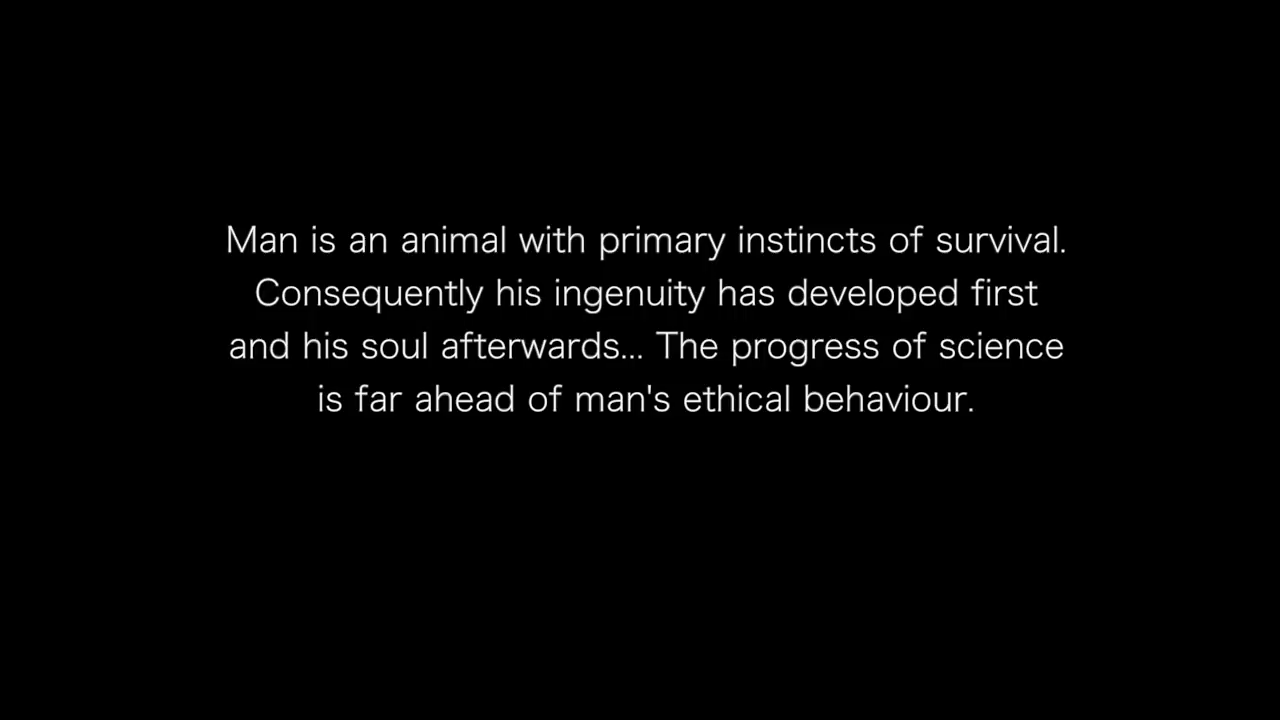 Man is an animal with primary instincts of survival.
Consequently his ingenuity has developed first
and his soul afterwards... The progress of science
is far ahead of man's ethical behaviour.